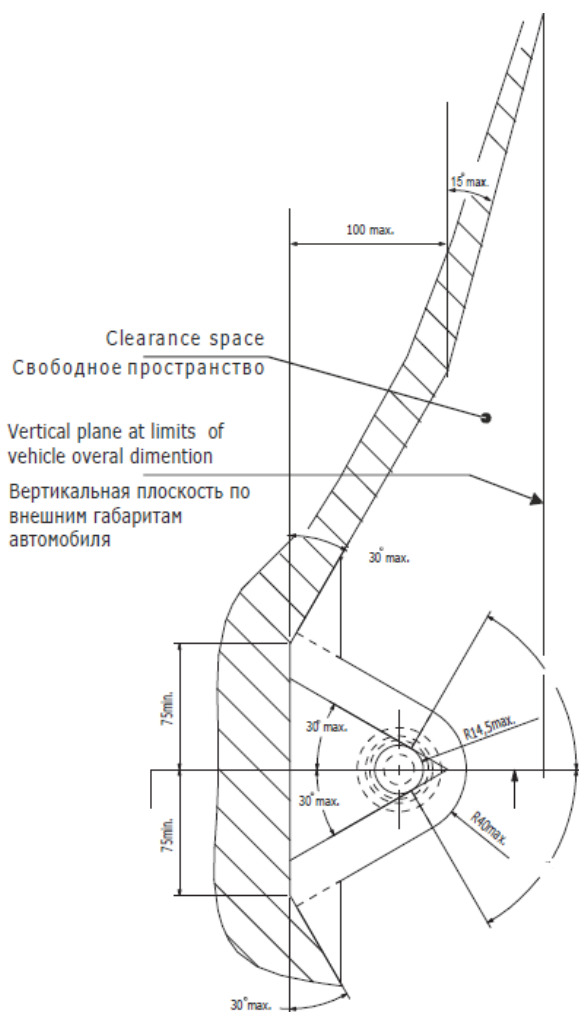 15° max.
100 max.
Clearance space
Свободное пространство
Vertical plane at limits of
vehicle overal dimention
Вертикальная плоскость по
внешним габаритам
автомобиля
30° max.
75min.
30° max.
R14,5max.
30° max.
75min.
R40max.
30° max.